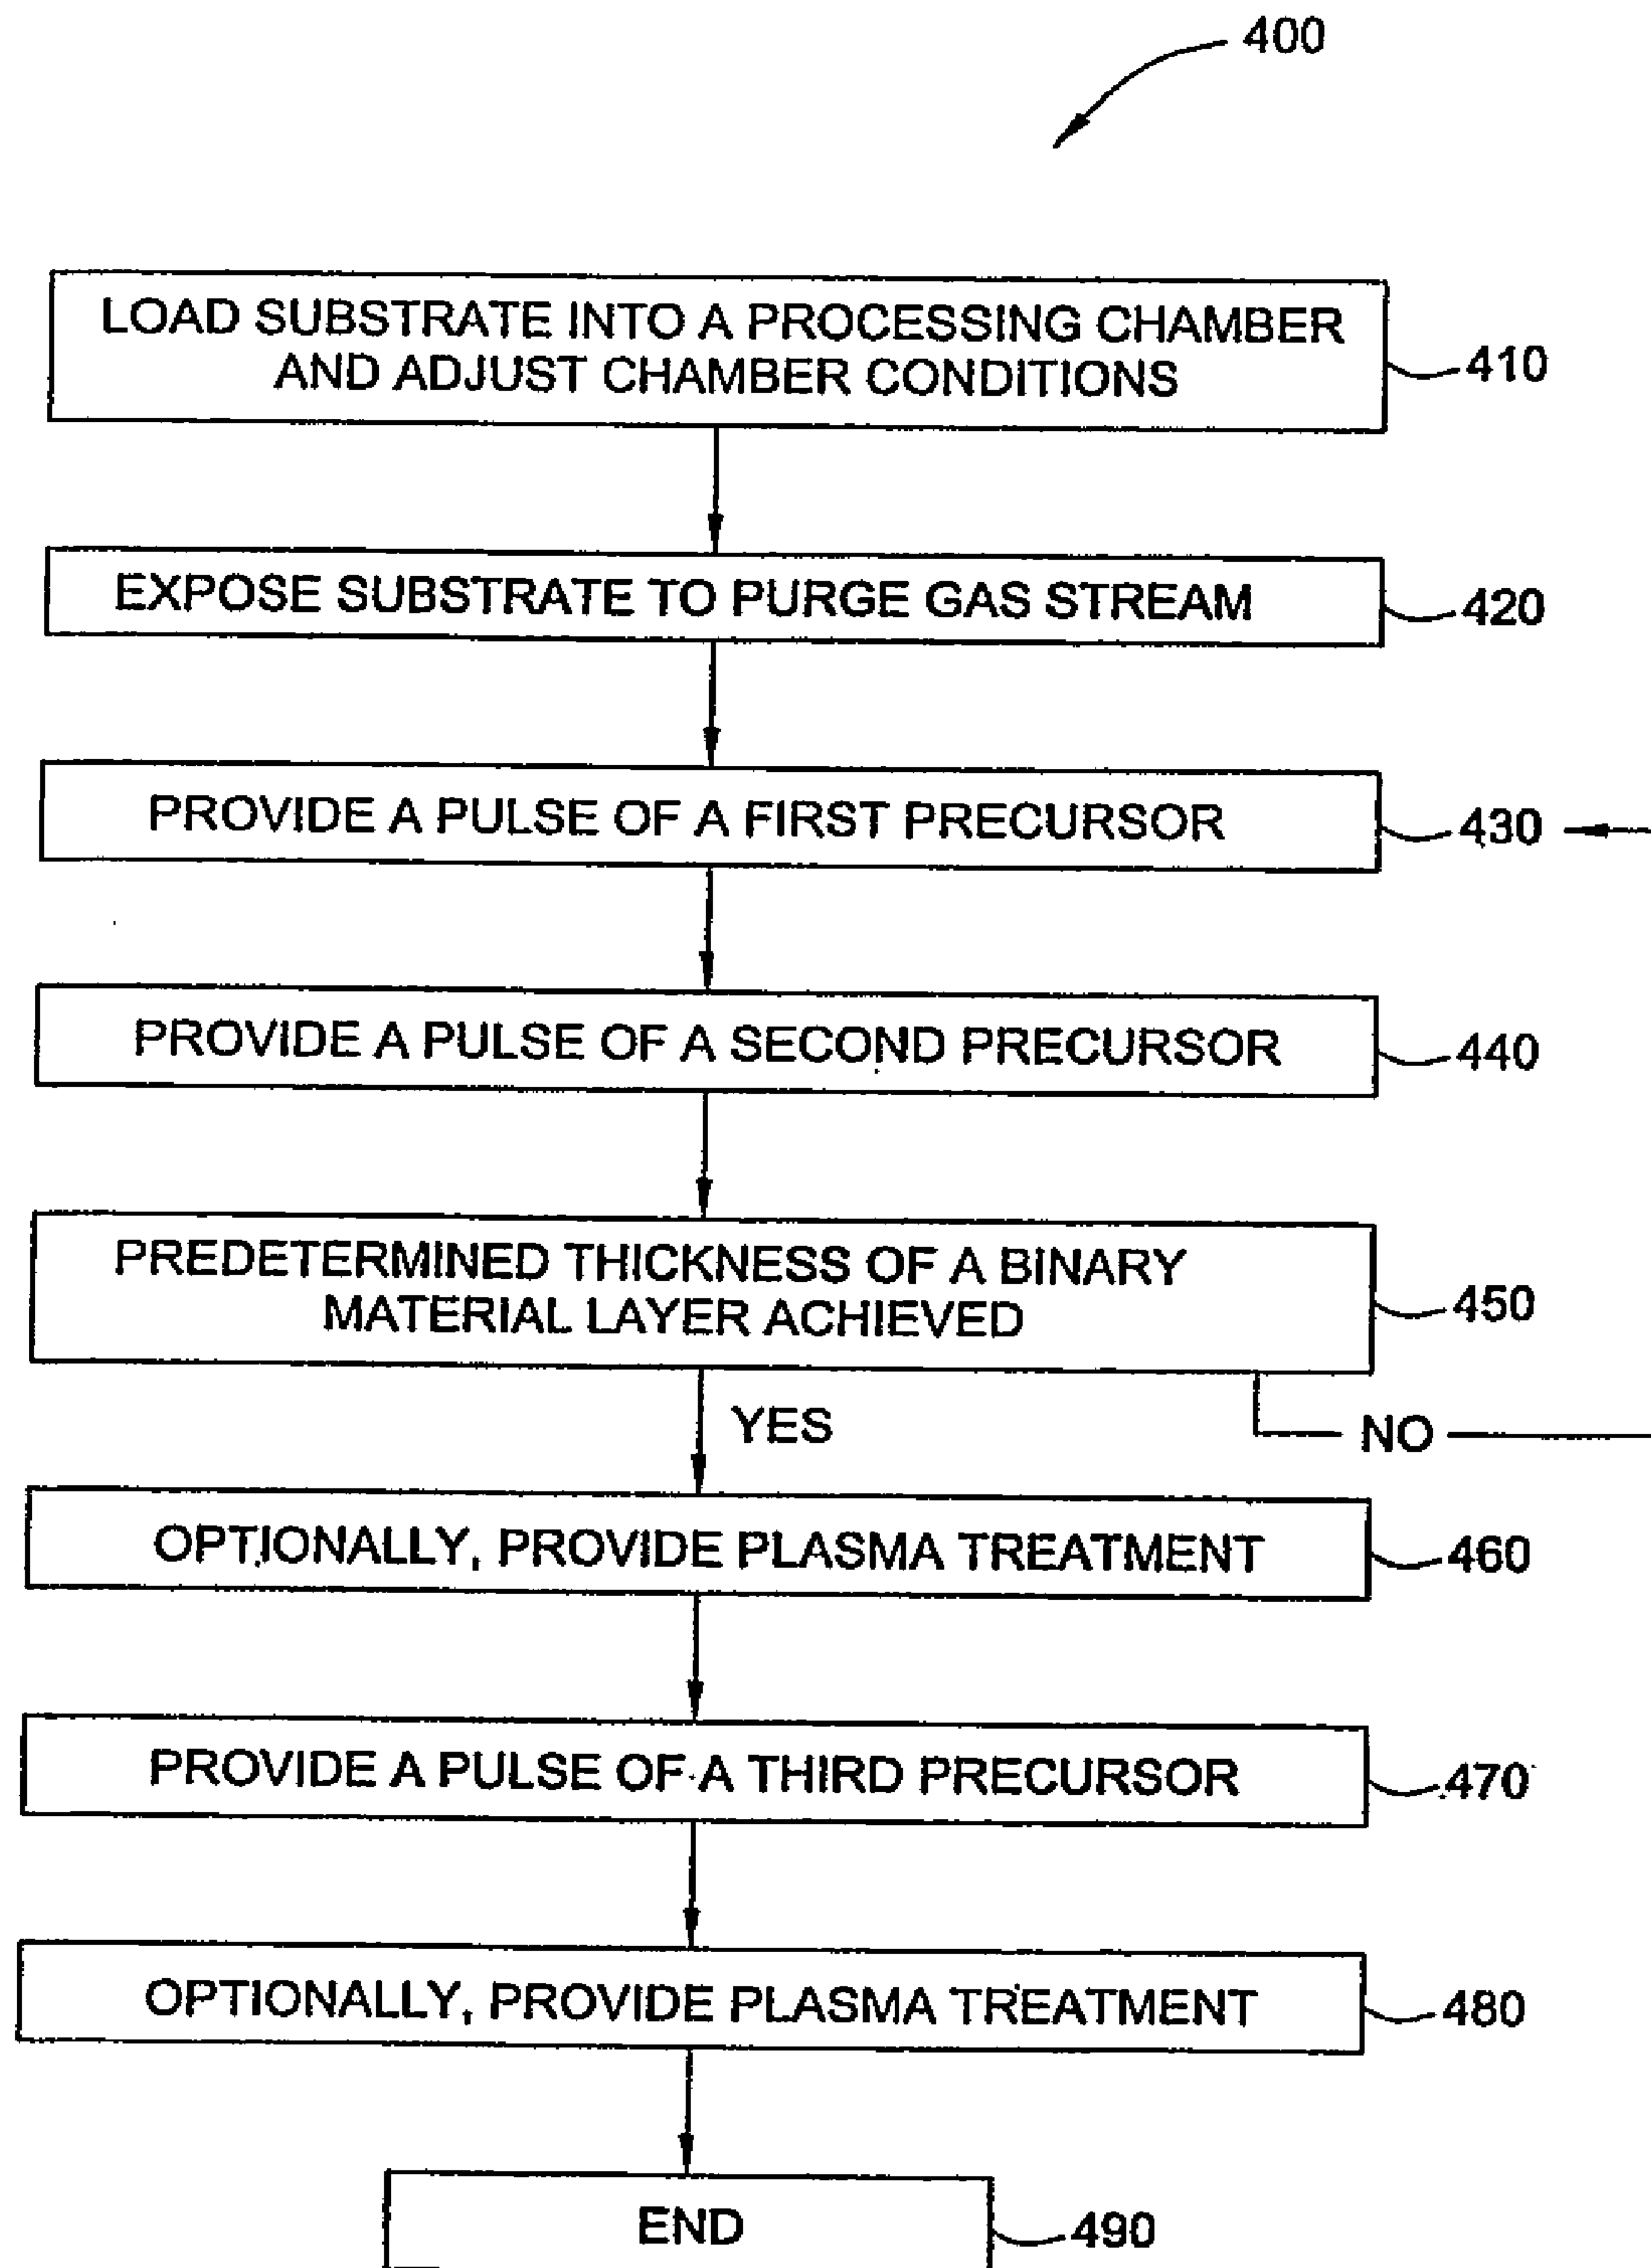 400
LOAD SUBSTRATE INTO A PROCESSING CHAMBER
AND ADJUST CHAMBER CONDITIONS
410
EXPOSE SUBSTRATE TO PURGE GAS STREAM
420
PROVIDE A PULSE OF A FIRST PRECURSOR
430
PROVIDE A PULSE OF A SECOND PRECURSOR
440
PREDETERMINED THICKNESS OF A BINARY
MATERIAL LAYER ACHIEVED
450
YES
NO
OPTIONALLY, PROVIDE PLASMA TREATMENT
460
PROVIDE A PULSE OF A THIRD PRECURSOR
470
OPTIONALLY, PROVIDE PLASMA TREATMENT
480
END
490